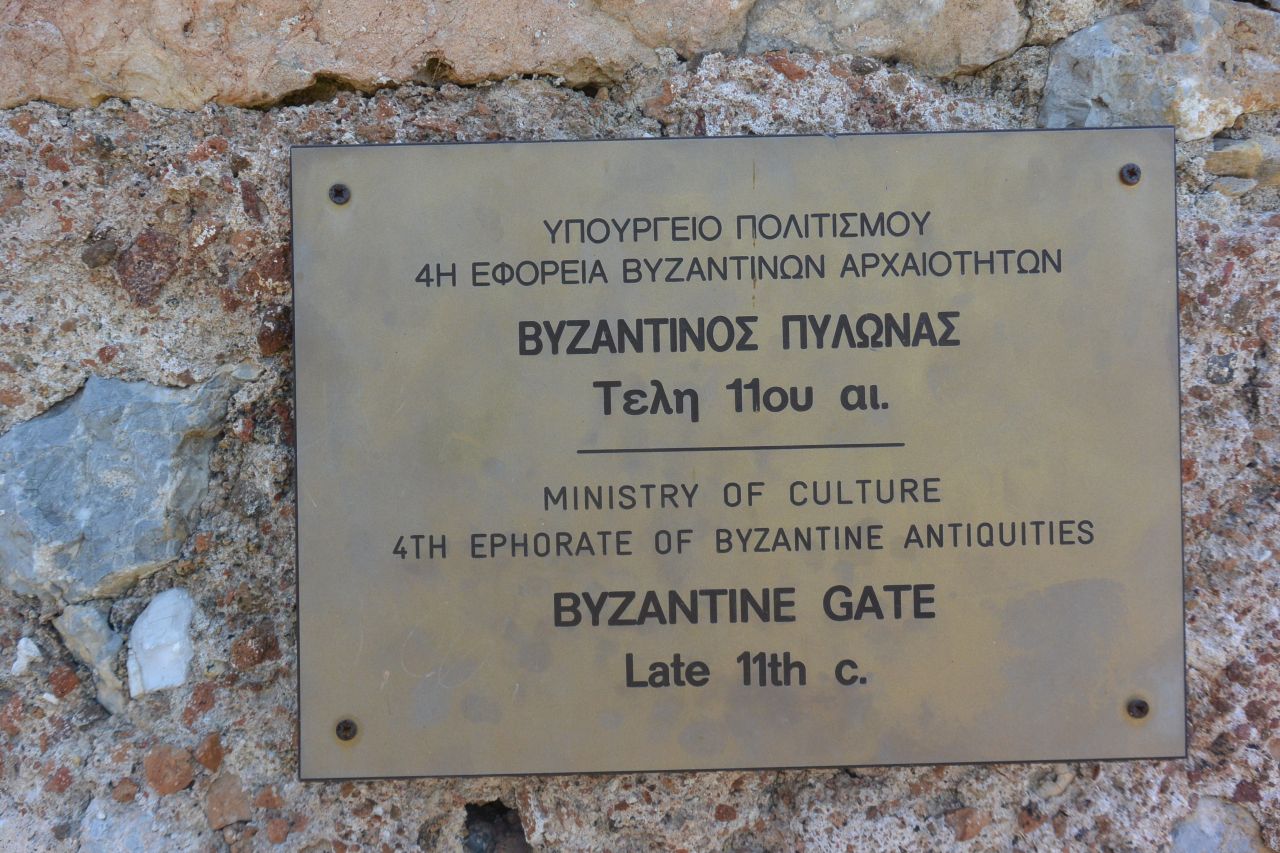 ΥΠΟΥΡΓΕΙΟ ΠΟΛΙΤΙΣΜΟΥ
4Η ΕΦΟΡΕΙΑ ΒΥΖΑΝΤΙΝΩΝ ΑΡΧΑΙΟΤΗΤΩΝ
ΒΥΖΑΝΤΙΝΟΣ ΠΥΛΩΝΑΣ
Τελη 11ου αι.
MINISTRY OF CULTURE
4TH EPHORATE OF BYZANTINE ANTIQUITIES
BYZANTINE GATE
Late 11th c.